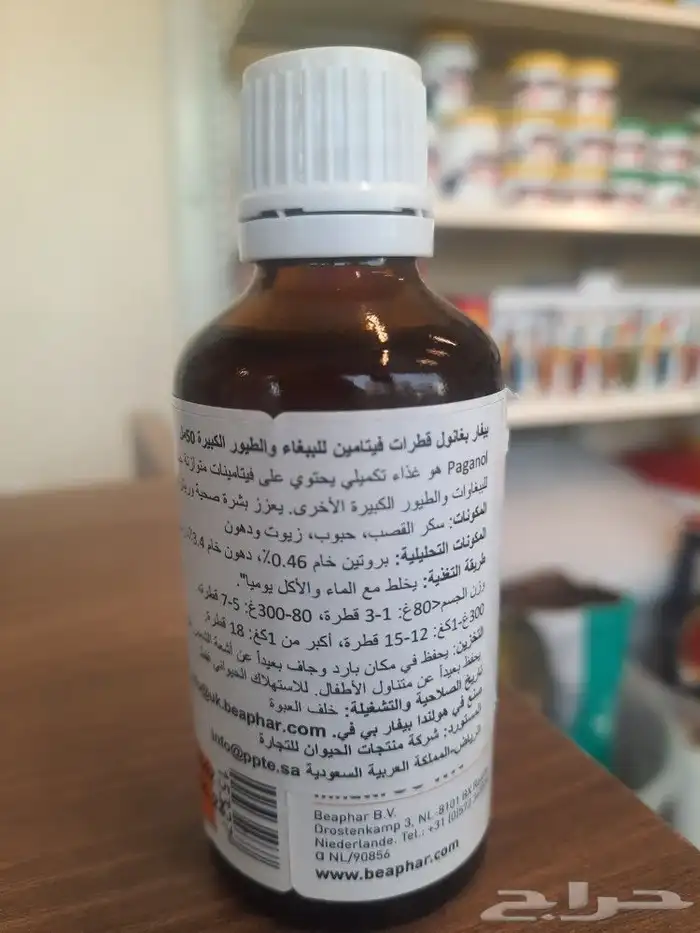 بيفار بغانول قطرات فيتامين للببغاء والطيور الكبيرة 50مل
Paganol هو غذاء تكميلي يحتوي على فيتامينات متوازنة
للببغاوات والطيور الكبيرة الأخرى. يعزز بشرة صحية
المكونات: سكر القصب، حبوب، زيوت ودهون
المكونات التحليلية: بروتين خام 0.46٪، دهون خام 3.4٪
طريقة التغذية: يخلط مع الماء والأكل يوميا".
وزن الجسم<80غ: 1-3 قطرة، 80-300غ: 5-7 قطرة،
300غ-1كغ: 12-15 قطرة، أكبر من 1كغ: 18 قطرة.
التخزين: يحفظ في مكان بارد وجاف بعيداً عن أشعة
يحفظ بعيداً عن متناول الأطفال. للاستهلاك الحيواني فقط
تاريخ الصلاحية والتشغيلة: خلف العبوة
صنع في هولندا بيفار بي في. uk.beaphar.com
المستورد: شركة منتجات الحيوان للتجارة
الرياض-المملكة العربية السعودية info@ppte.sa
Beaphar B.V.
Drostenkamp 3, NL-8101 BX
Niederlande. Tel.: +31
α NL/90856
www.beaphar.com
حراج